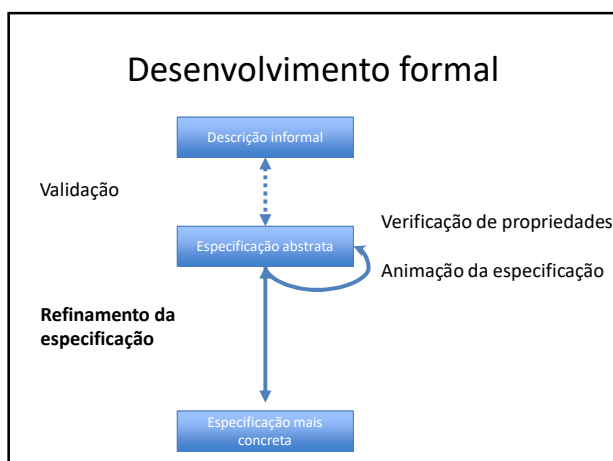 Desenvolvimento formal
Descrição informal
Validação
Verificação de propriedades
Especificação abstrata
Animação da especificação
Refinamento da
especificação
Especificação mais
concreta